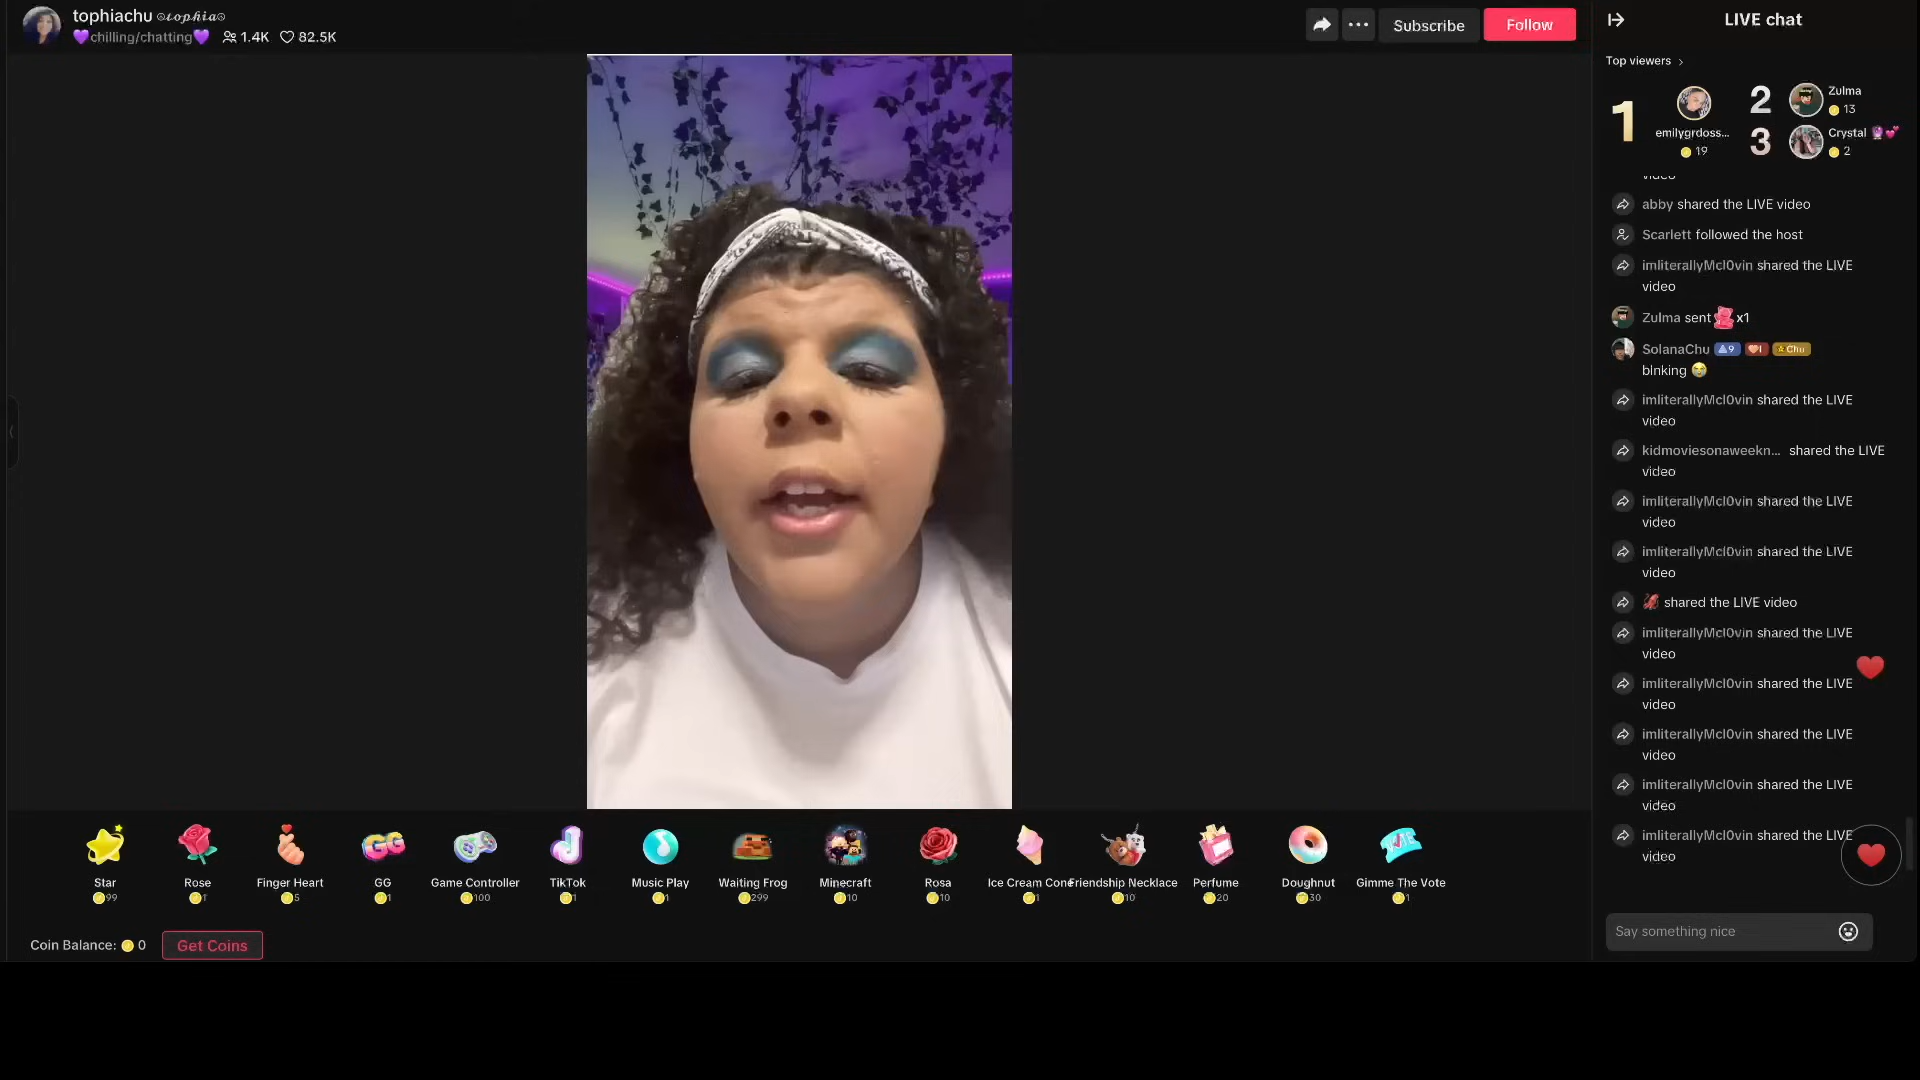 tophiachu ☹𝓽𝓸𝓹𝓱𝓲𝓪☹
💜chilling/chatting💜 1.4K 82.5K
Subscribe
Follow
LIVE chat
Top viewers >
1
emilygrdoss...
19
2
Zulma
13
3
Crystal 🔮💕
2
abby shared the LIVE video
Scarlett followed the host
imliterallyMcl0vin shared the LIVE
video
Zulma sent x1
SolanaChu 9 I Chu
blnking 😭
imliterallyMcl0vin shared the LIVE
video
kidmoviesonaweekn... shared the LIVE
video
imliterallyMcl0vin shared the LIVE
video
imliterallyMcl0vin shared the LIVE
video
🦂 shared the LIVE video
imliterallyMcl0vin shared the LIVE
video
imliterallyMcl0vin shared the LIVE
video
imliterallyMcl0vin shared the LIVE
video
imliterallyMcl0vin shared the LIVE
video
imliterallyMcl0vin shared the LIVE
video
Say something nice
GG
Star
99
Rose
1
Finger Heart
5
GG
1
Game Controller
100
TikTok
1
Music Play
1
Waiting Frog
299
Minecraft
10
Rosa
10
Ice Cream Cone
1
Friendship Necklace
10
Perfume
20
Doughnut
30
Gimme The Vote
1
Coin Balance: 0
Get Coins